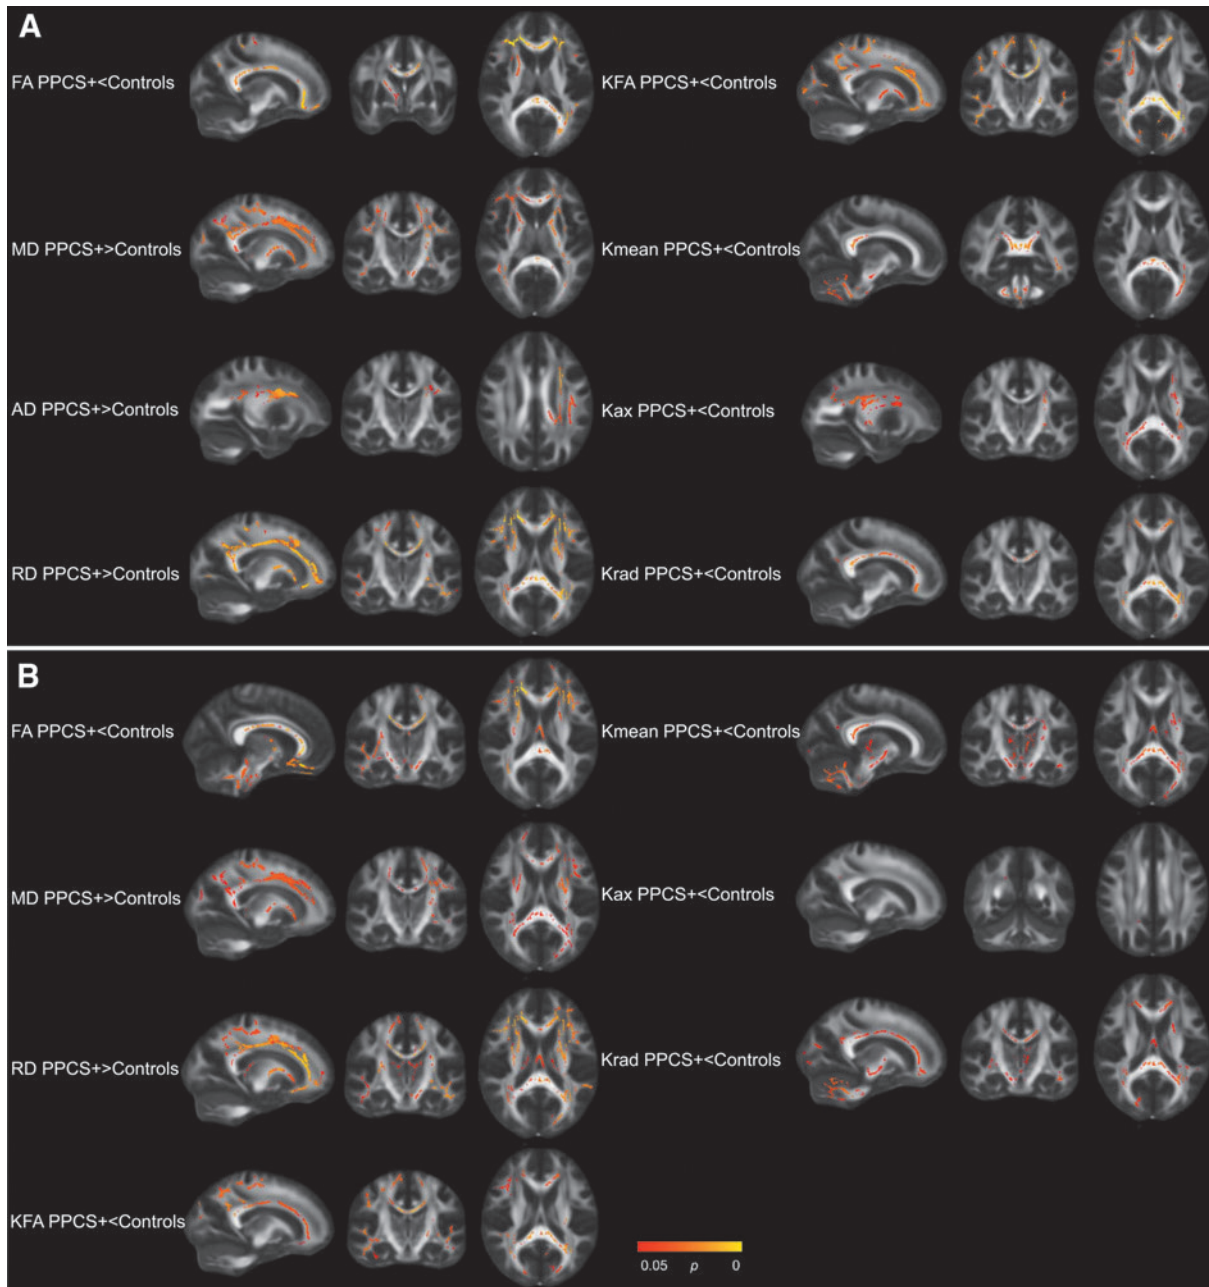 A
FA PPCS+<Controls
KFA PPCS+<Controls
MD PPCS+>Controls
Kmean PPCS+<Controls
AD PPCS+>Controls
Kax PPCS+<Controls
RD PPCS+>Controls
Krad PPCS+<Controls
B
FA PPCS+<Controls
Kmean PPCS+<Controls
MD PPCS+>Controls
Kax PPCS+<Controls
RD PPCS+>Controls
Krad PPCS+<Controls
KFA PPCS+<Controls
0.05 p 0